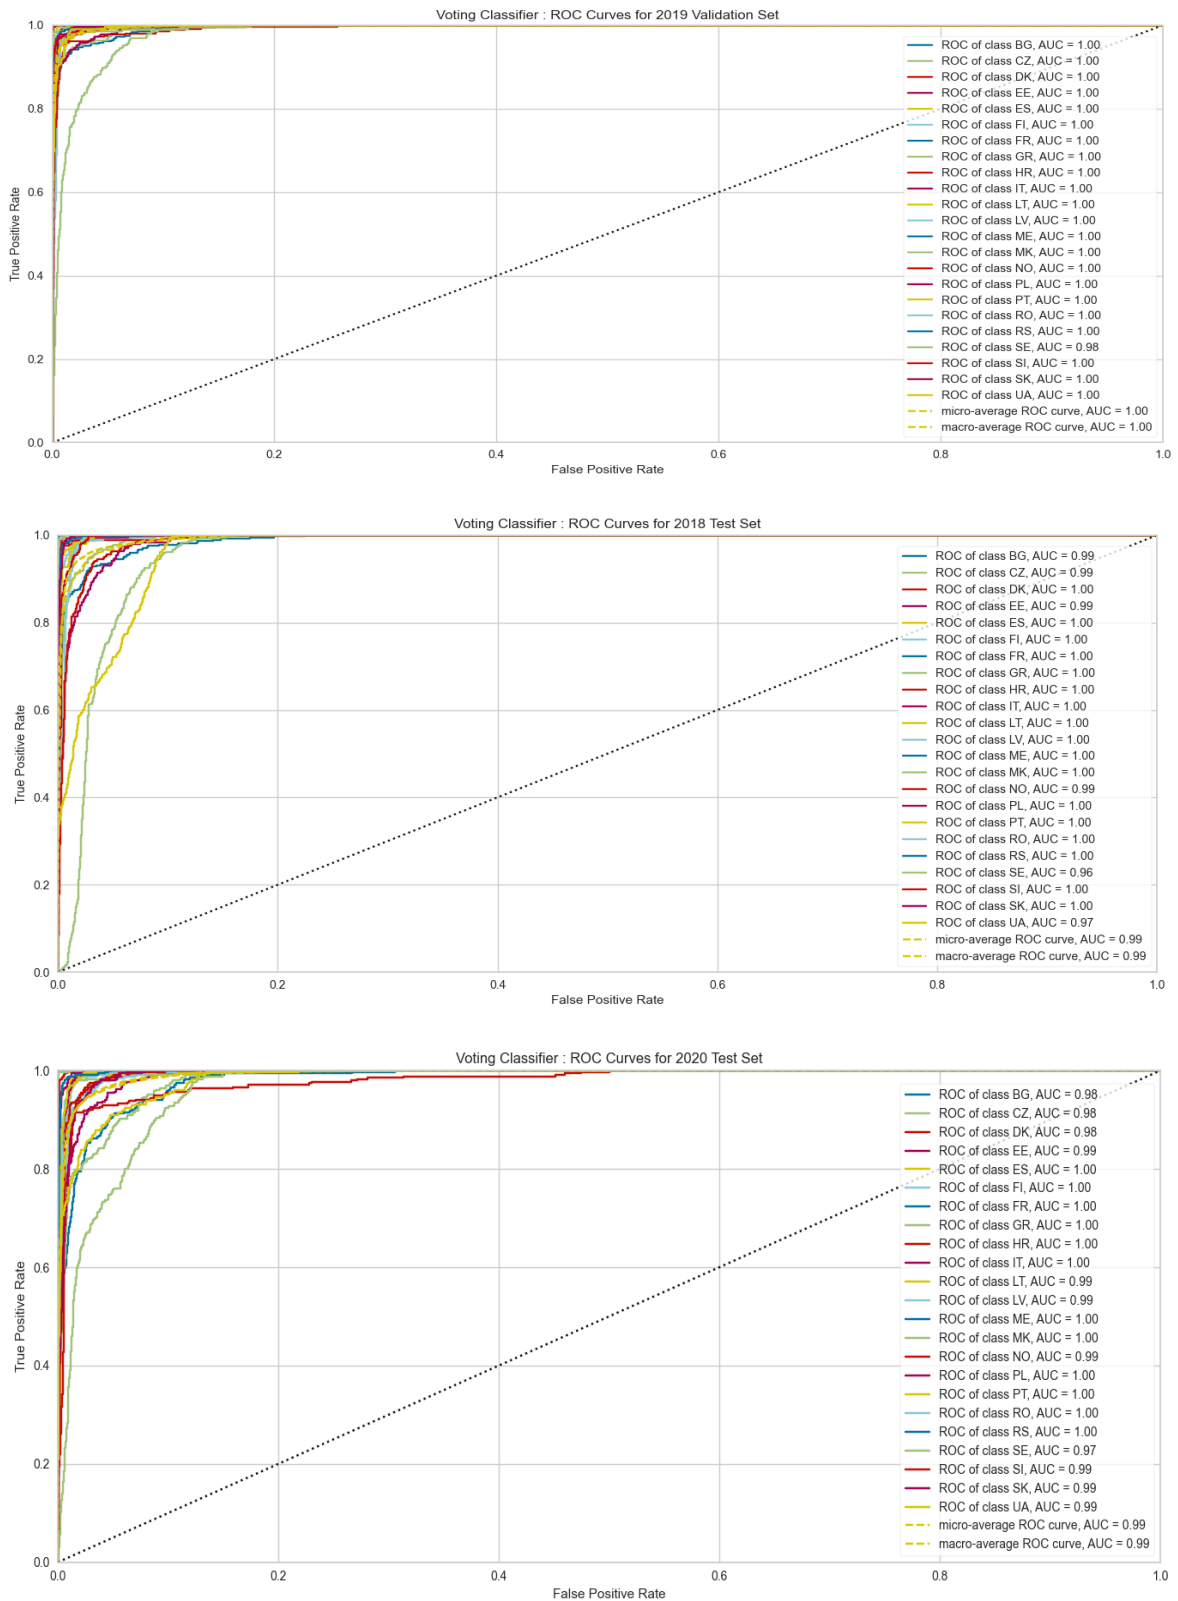 Voting Classifier : ROC Curves for 2019 Validation Set
1.0
0.8
0.6
0.4
0.2
0.0
True Positive Rate
ROC of class BG, AUC = 1.00
ROC of class CZ, AUC = 1.00
ROC of class DK, AUC = 1.00
ROC of class EE, AUC = 1.00
ROC of class ES, AUC = 1.00
ROC of class FI, AUC = 1.00
ROC of class FR, AUC = 1.00
ROC of class GR, AUC = 1.00
ROC of class HR, AUC = 1.00
ROC of class IT, AUC = 1.00
ROC of class LT, AUC = 1.00
ROC of class LV, AUC = 1.00
ROC of class ME, AUC = 1.00
ROC of class MK, AUC = 1.00
ROC of class NO, AUC = 1.00
ROC of class PL, AUC = 1.00
ROC of class PT, AUC = 1.00
ROC of class RO, AUC = 1.00
ROC of class RS, AUC = 1.00
ROC of class SE, AUC = 0.98
ROC of class SI, AUC = 1.00
ROC of class SK, AUC = 1.00
ROC of class UA, AUC = 1.00
micro-average ROC curve, AUC = 1.00
macro-average ROC curve, AUC = 1.00
0.0 0.2 0.4 0.6 0.8 1.0
False Positive Rate
Voting Classifier : ROC Curves for 2018 Test Set
1.0
0.8
0.6
0.4
0.2
0.0
True Positive Rate
ROC of class BG, AUC = 0.99
ROC of class CZ, AUC = 0.99
ROC of class DK, AUC = 1.00
ROC of class EE, AUC = 0.99
ROC of class ES, AUC = 1.00
ROC of class FI, AUC = 1.00
ROC of class FR, AUC = 1.00
ROC of class GR, AUC = 1.00
ROC of class HR, AUC = 1.00
ROC of class IT, AUC = 1.00
ROC of class LT, AUC = 1.00
ROC of class LV, AUC = 1.00
ROC of class ME, AUC = 1.00
ROC of class MK, AUC = 1.00
ROC of class NO, AUC = 0.99
ROC of class PL, AUC = 1.00
ROC of class PT, AUC = 1.00
ROC of class RO, AUC = 1.00
ROC of class RS, AUC = 1.00
ROC of class SE, AUC = 0.96
ROC of class SI, AUC = 1.00
ROC of class SK, AUC = 1.00
ROC of class UA, AUC = 0.97
micro-average ROC curve, AUC = 0.99
macro-average ROC curve, AUC = 0.99
0.0 0.2 0.4 0.6 0.8 1.0
False Positive Rate
Voting Classifier : ROC Curves for 2020 Test Set
1.0
0.8
0.6
0.4
0.2
0.0
True Positive Rate
ROC of class BG, AUC = 0.98
ROC of class CZ, AUC = 0.98
ROC of class DK, AUC = 0.98
ROC of class EE, AUC = 0.99
ROC of class ES, AUC = 1.00
ROC of class FI, AUC = 1.00
ROC of class FR, AUC = 1.00
ROC of class GR, AUC = 1.00
ROC of class HR, AUC = 1.00
ROC of class IT, AUC = 1.00
ROC of class LT, AUC = 0.99
ROC of class LV, AUC = 0.99
ROC of class ME, AUC = 1.00
ROC of class MK, AUC = 1.00
ROC of class NO, AUC = 0.99
ROC of class PL, AUC = 1.00
ROC of class PT, AUC = 1.00
ROC of class RO, AUC = 1.00
ROC of class RS, AUC = 1.00
ROC of class SE, AUC = 0.97
ROC of class SI, AUC = 0.99
ROC of class SK, AUC = 0.99
ROC of class UA, AUC = 0.99
micro-average ROC curve, AUC = 0.99
macro-average ROC curve, AUC = 0.99
0.0 0.2 0.4 0.6 0.8 1.0
False Positive Rate